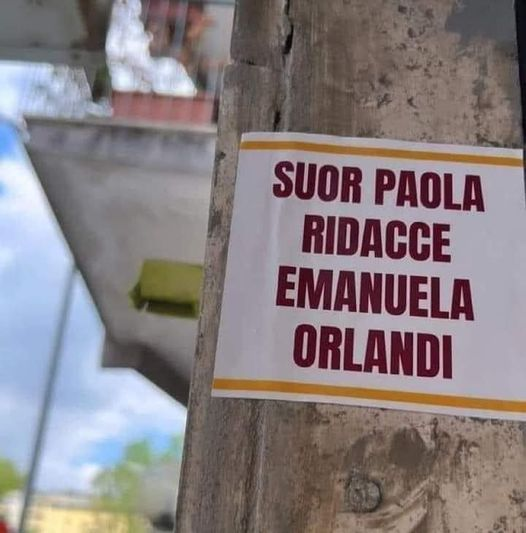 SUOR PAOLA
RIDACCE
EMANUELA
ORLANDI